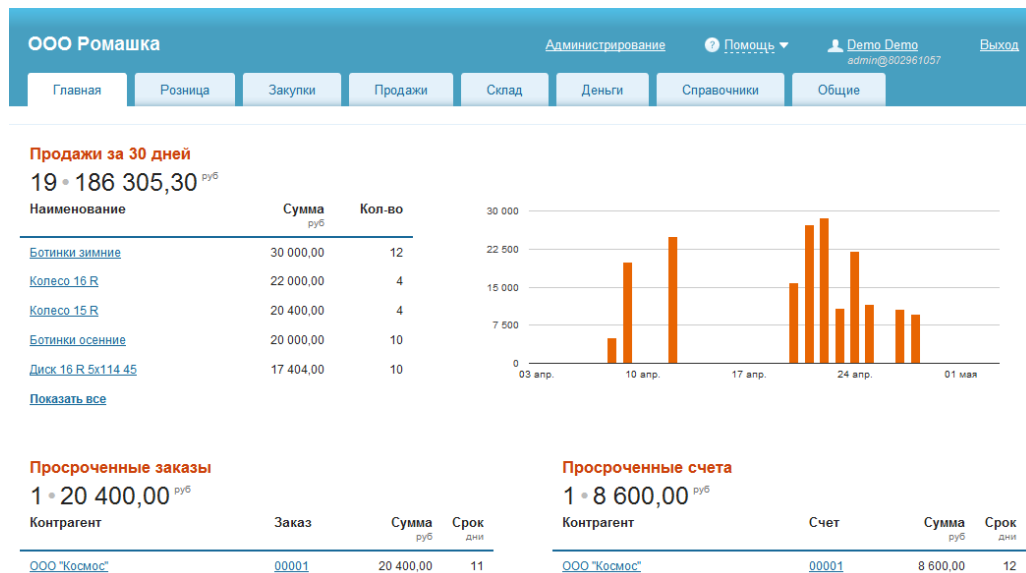 ООО Ромашка
Администрирование
Помощь
Demo Demo
Выход
admin@802961057
Главная
Розница
Закупки
Продажи
Склад
Деньги
Справочники
Общие
Продажи за 30 дней
19 • 186 305,30 руб
Наименование Сумма Кол-во
руб
Ботинки зимние 30 000,00 12
Колесо 16 R 22 000,00 4
Колесо 15 R 20 400,00 4
Ботинки осенние 20 000,00 10
Диск 16 R 5x114 45 17 404,00 10
Показать все
30 000
22 500
15 000
7 500
0
03 апр. 10 апр. 17 апр. 24 апр. 01 мая
Просроченные заказы
1 • 20 400,00 руб
Контрагент Заказ Сумма Срок
руб дни
ООО "Космос" 00001 20 400,00 11
Просроченные счета
1 • 8 600,00 руб
Контрагент Счет Сумма Срок
руб дни
ООО "Космос" 00001 8 600,00 12